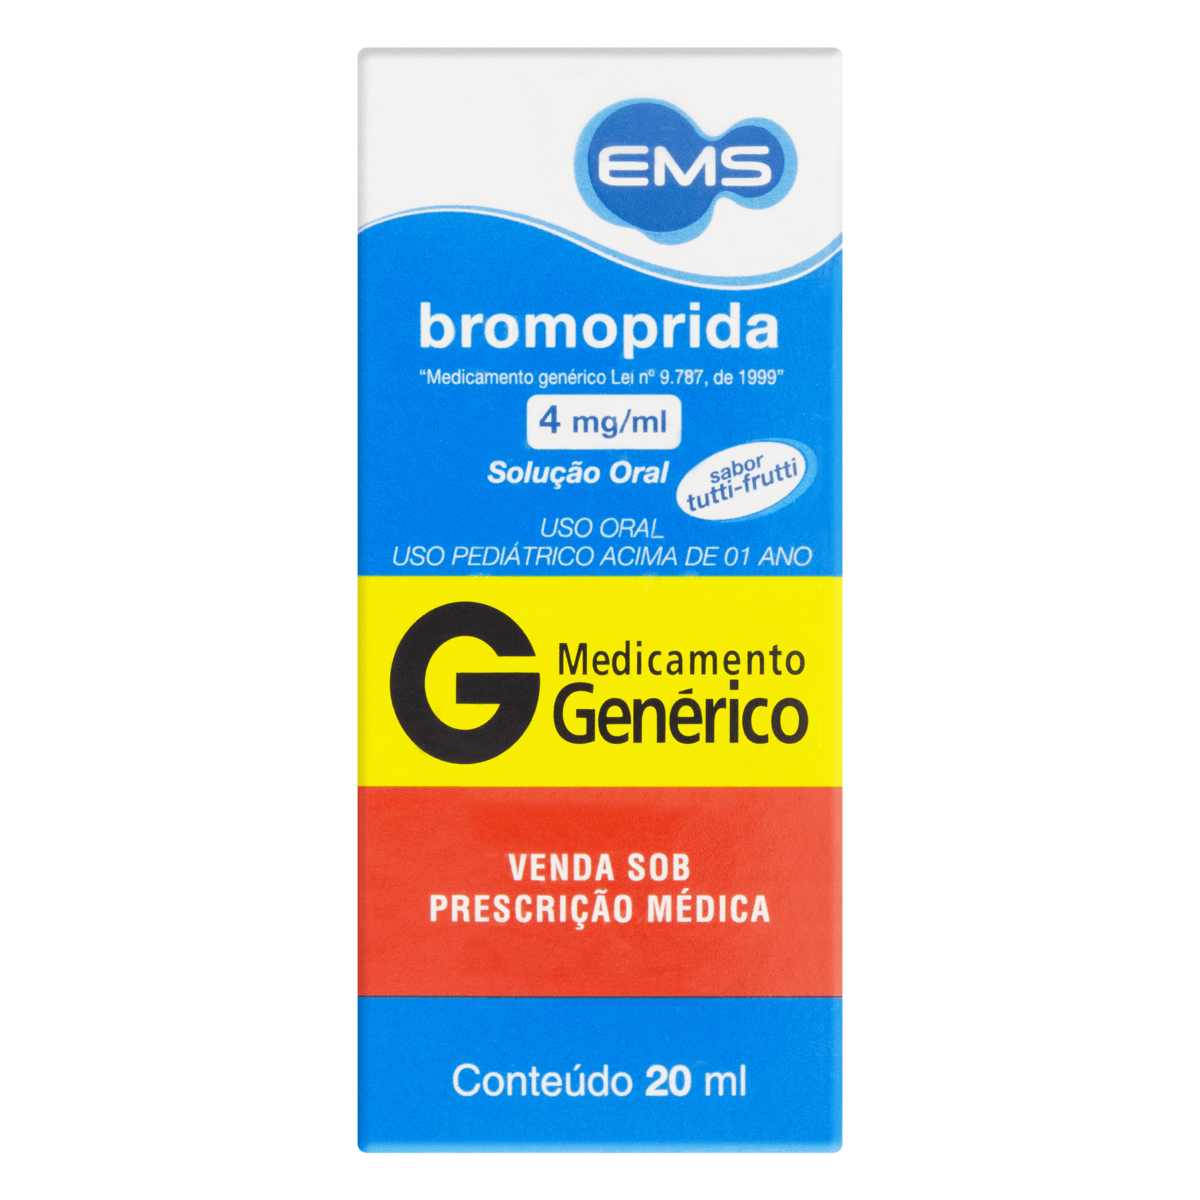 EMS
bromoprida
"Medicamento genérico Lei nº 9.787, de 1999"
4 mg/ml
Solução Oral
sabor
tutti-frutti
USO ORAL
USO PEDIÁTRICO ACIMA DE 01 ANO
G
Medicamento
Genérico
VENDA SOB
PRESCRIÇÃO MÉDICA
Conteúdo 20 ml